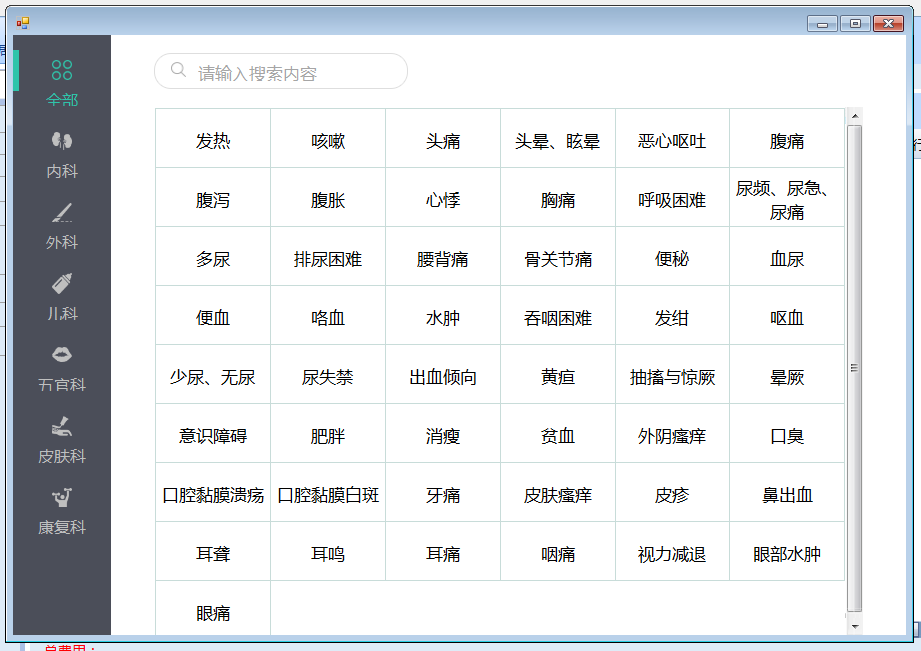 全部
内科
外科
儿科
五官科
皮肤科
康复科
请输入搜索内容
发热 咳嗽 头痛 头晕、眩晕 恶心呕吐 腹痛
腹泻 腹胀 心悸 胸痛 呼吸困难 尿频、尿急、
尿痛
多尿 排尿困难 腰背痛 骨关节痛 便秘 血尿
便血 咯血 水肿 吞咽困难 发绀 呕血
少尿、无尿 尿失禁 出血倾向 黄疸 抽搐与惊厥 晕厥
意识障碍 肥胖 消瘦 贫血 外阴瘙痒 口臭
口腔黏膜溃疡 口腔黏膜白斑 牙痛 皮肤瘙痒 皮疹 鼻出血
耳聋 耳鸣 耳痛 咽痛 视力减退 眼部水肿
眼痛
行
总费用：